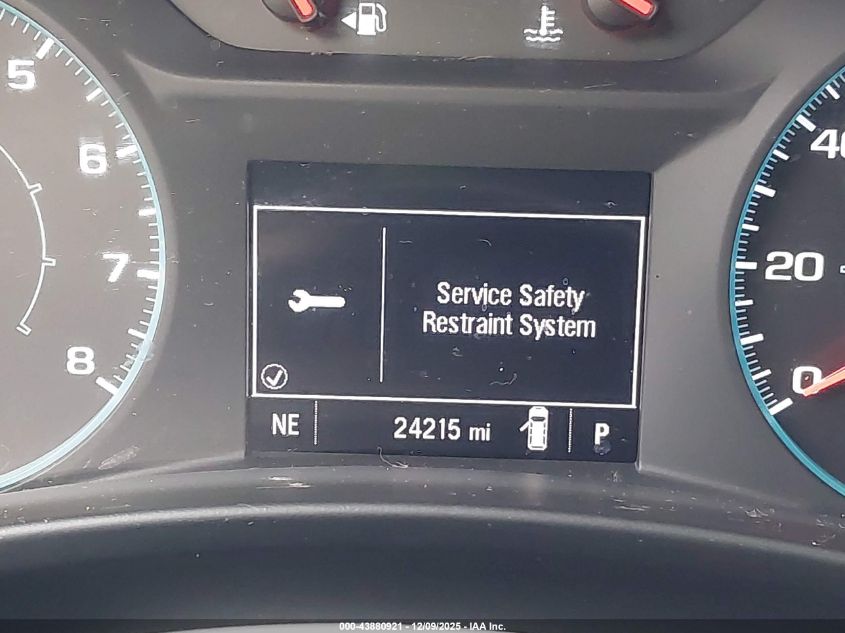 5
6
7
8
40
20
0
Service Safety
Restraint System
NE
24215 mi
P
000-43880921 - 12/09/2025 - IAA Inc.